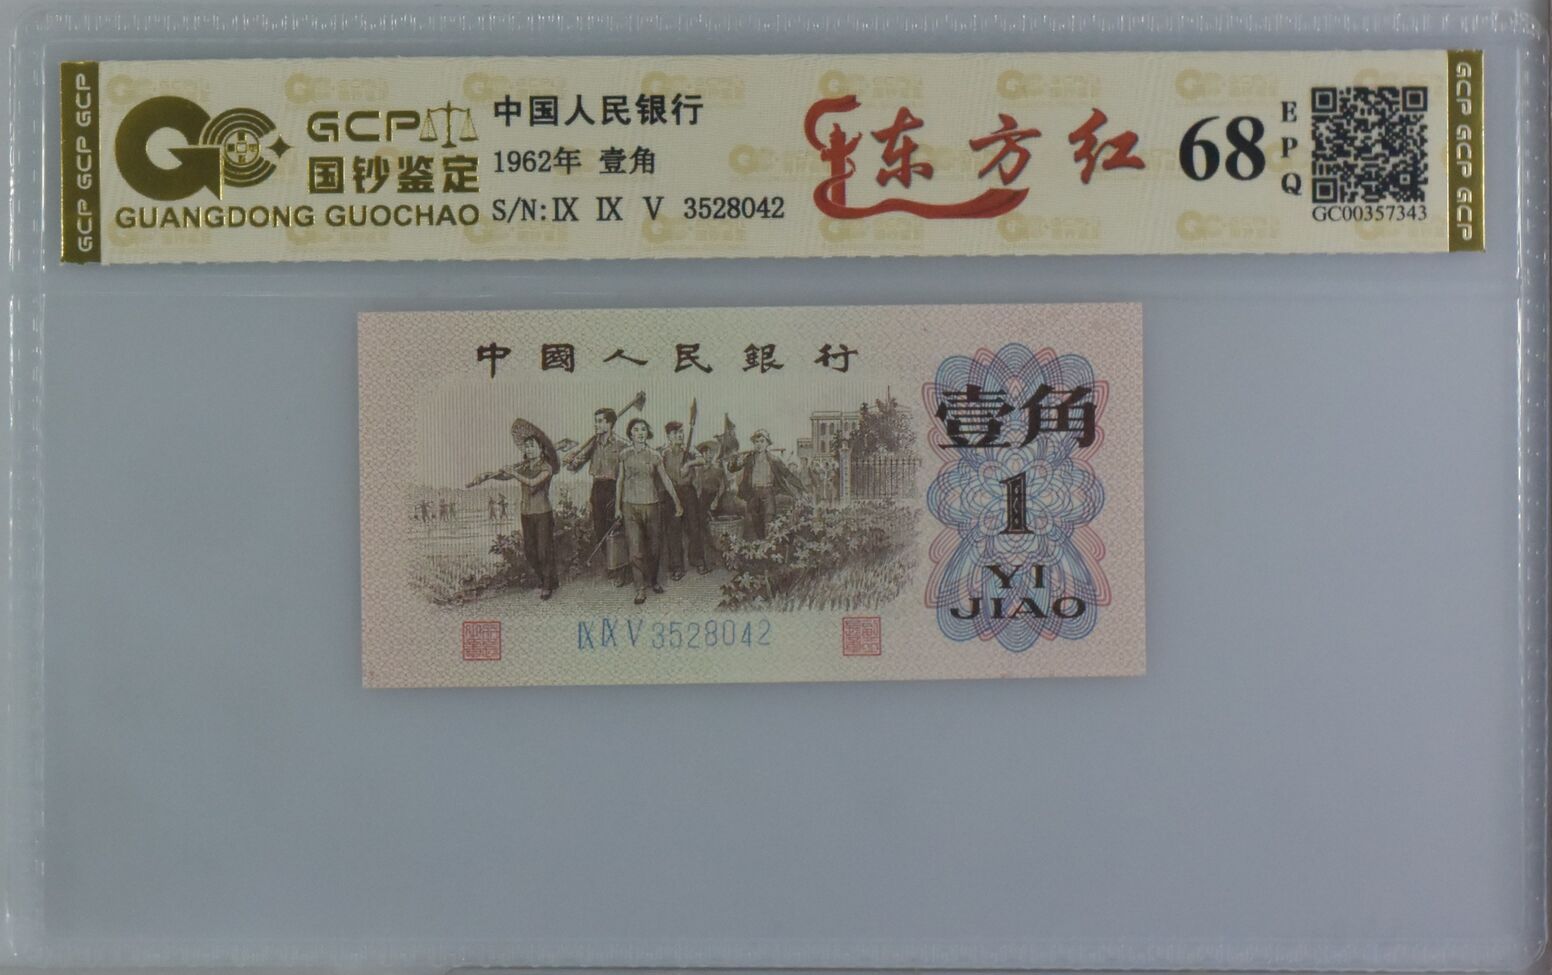 GCP GCP GCP
GCP
国钞鉴定
GUANGDONG GUOCHAO
中国人民银行
1962年 壹角
S/N: IX IX V 3528042
东方红
68
EPQ
GC00357343
GCP GCP GCP
中國人民銀行
壹角
1
YI
JIAO
IX IX V 3528042